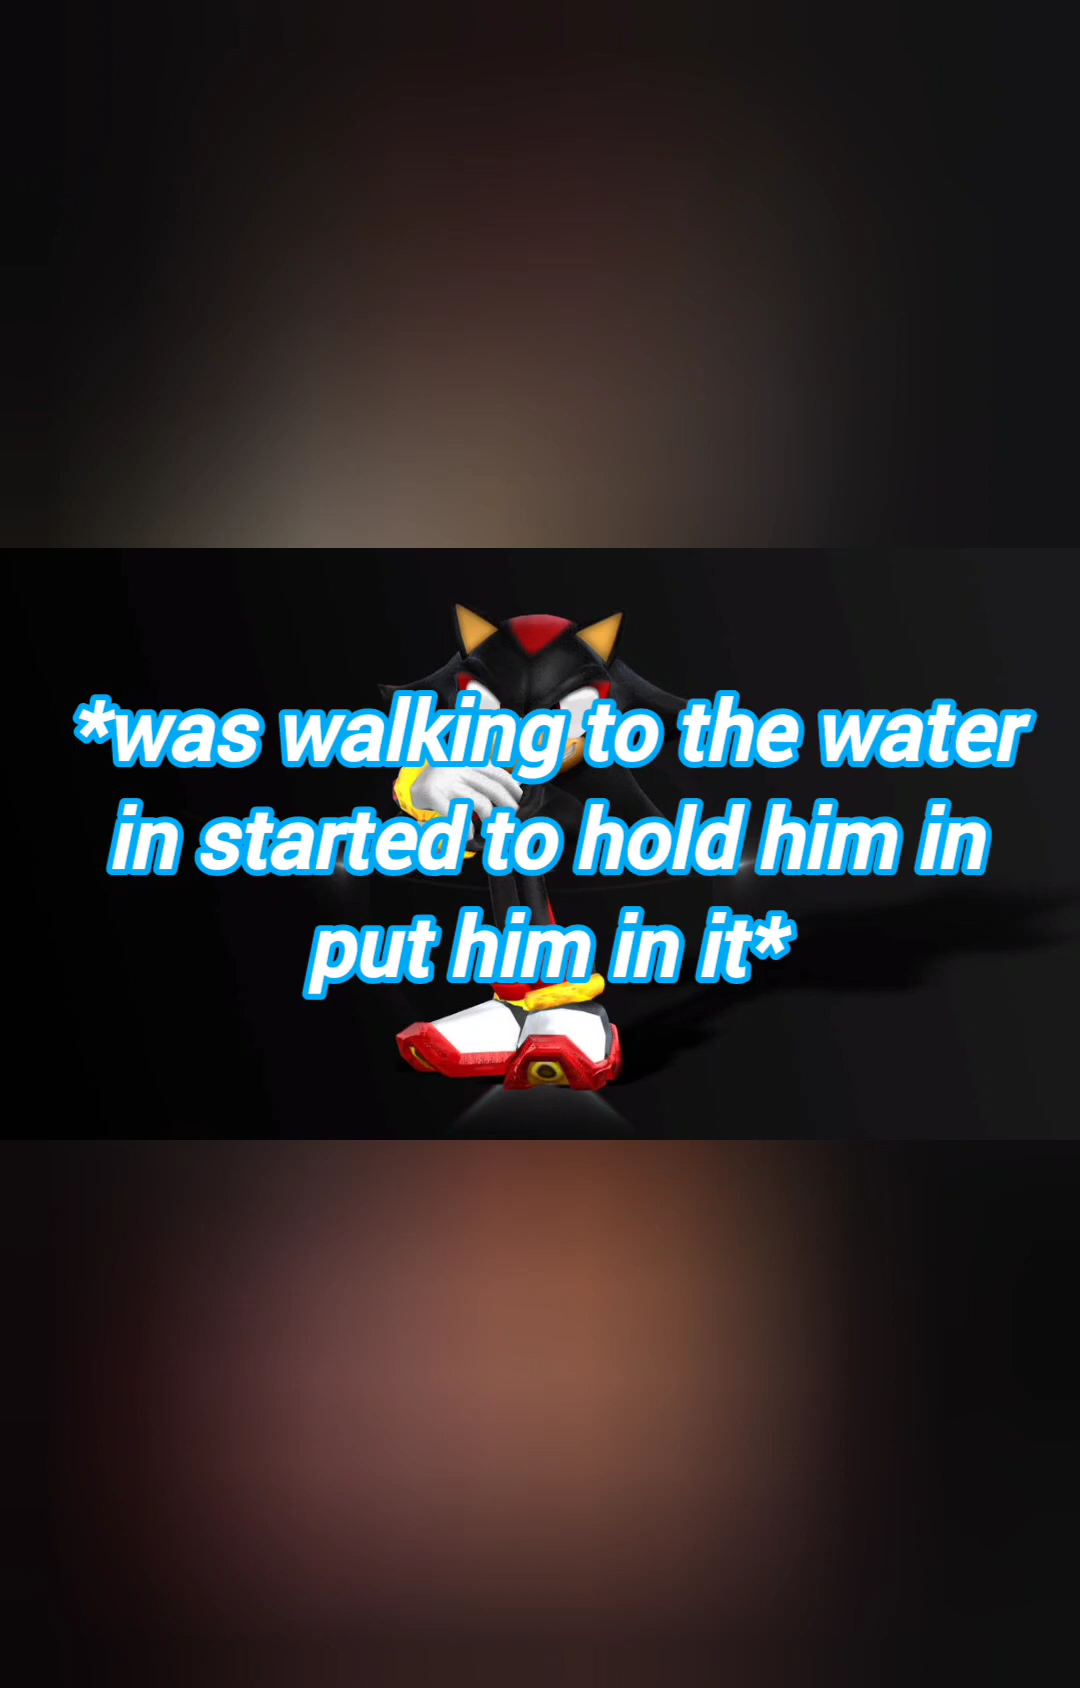 *was walking to the water
in started to hold him in
put him in it*